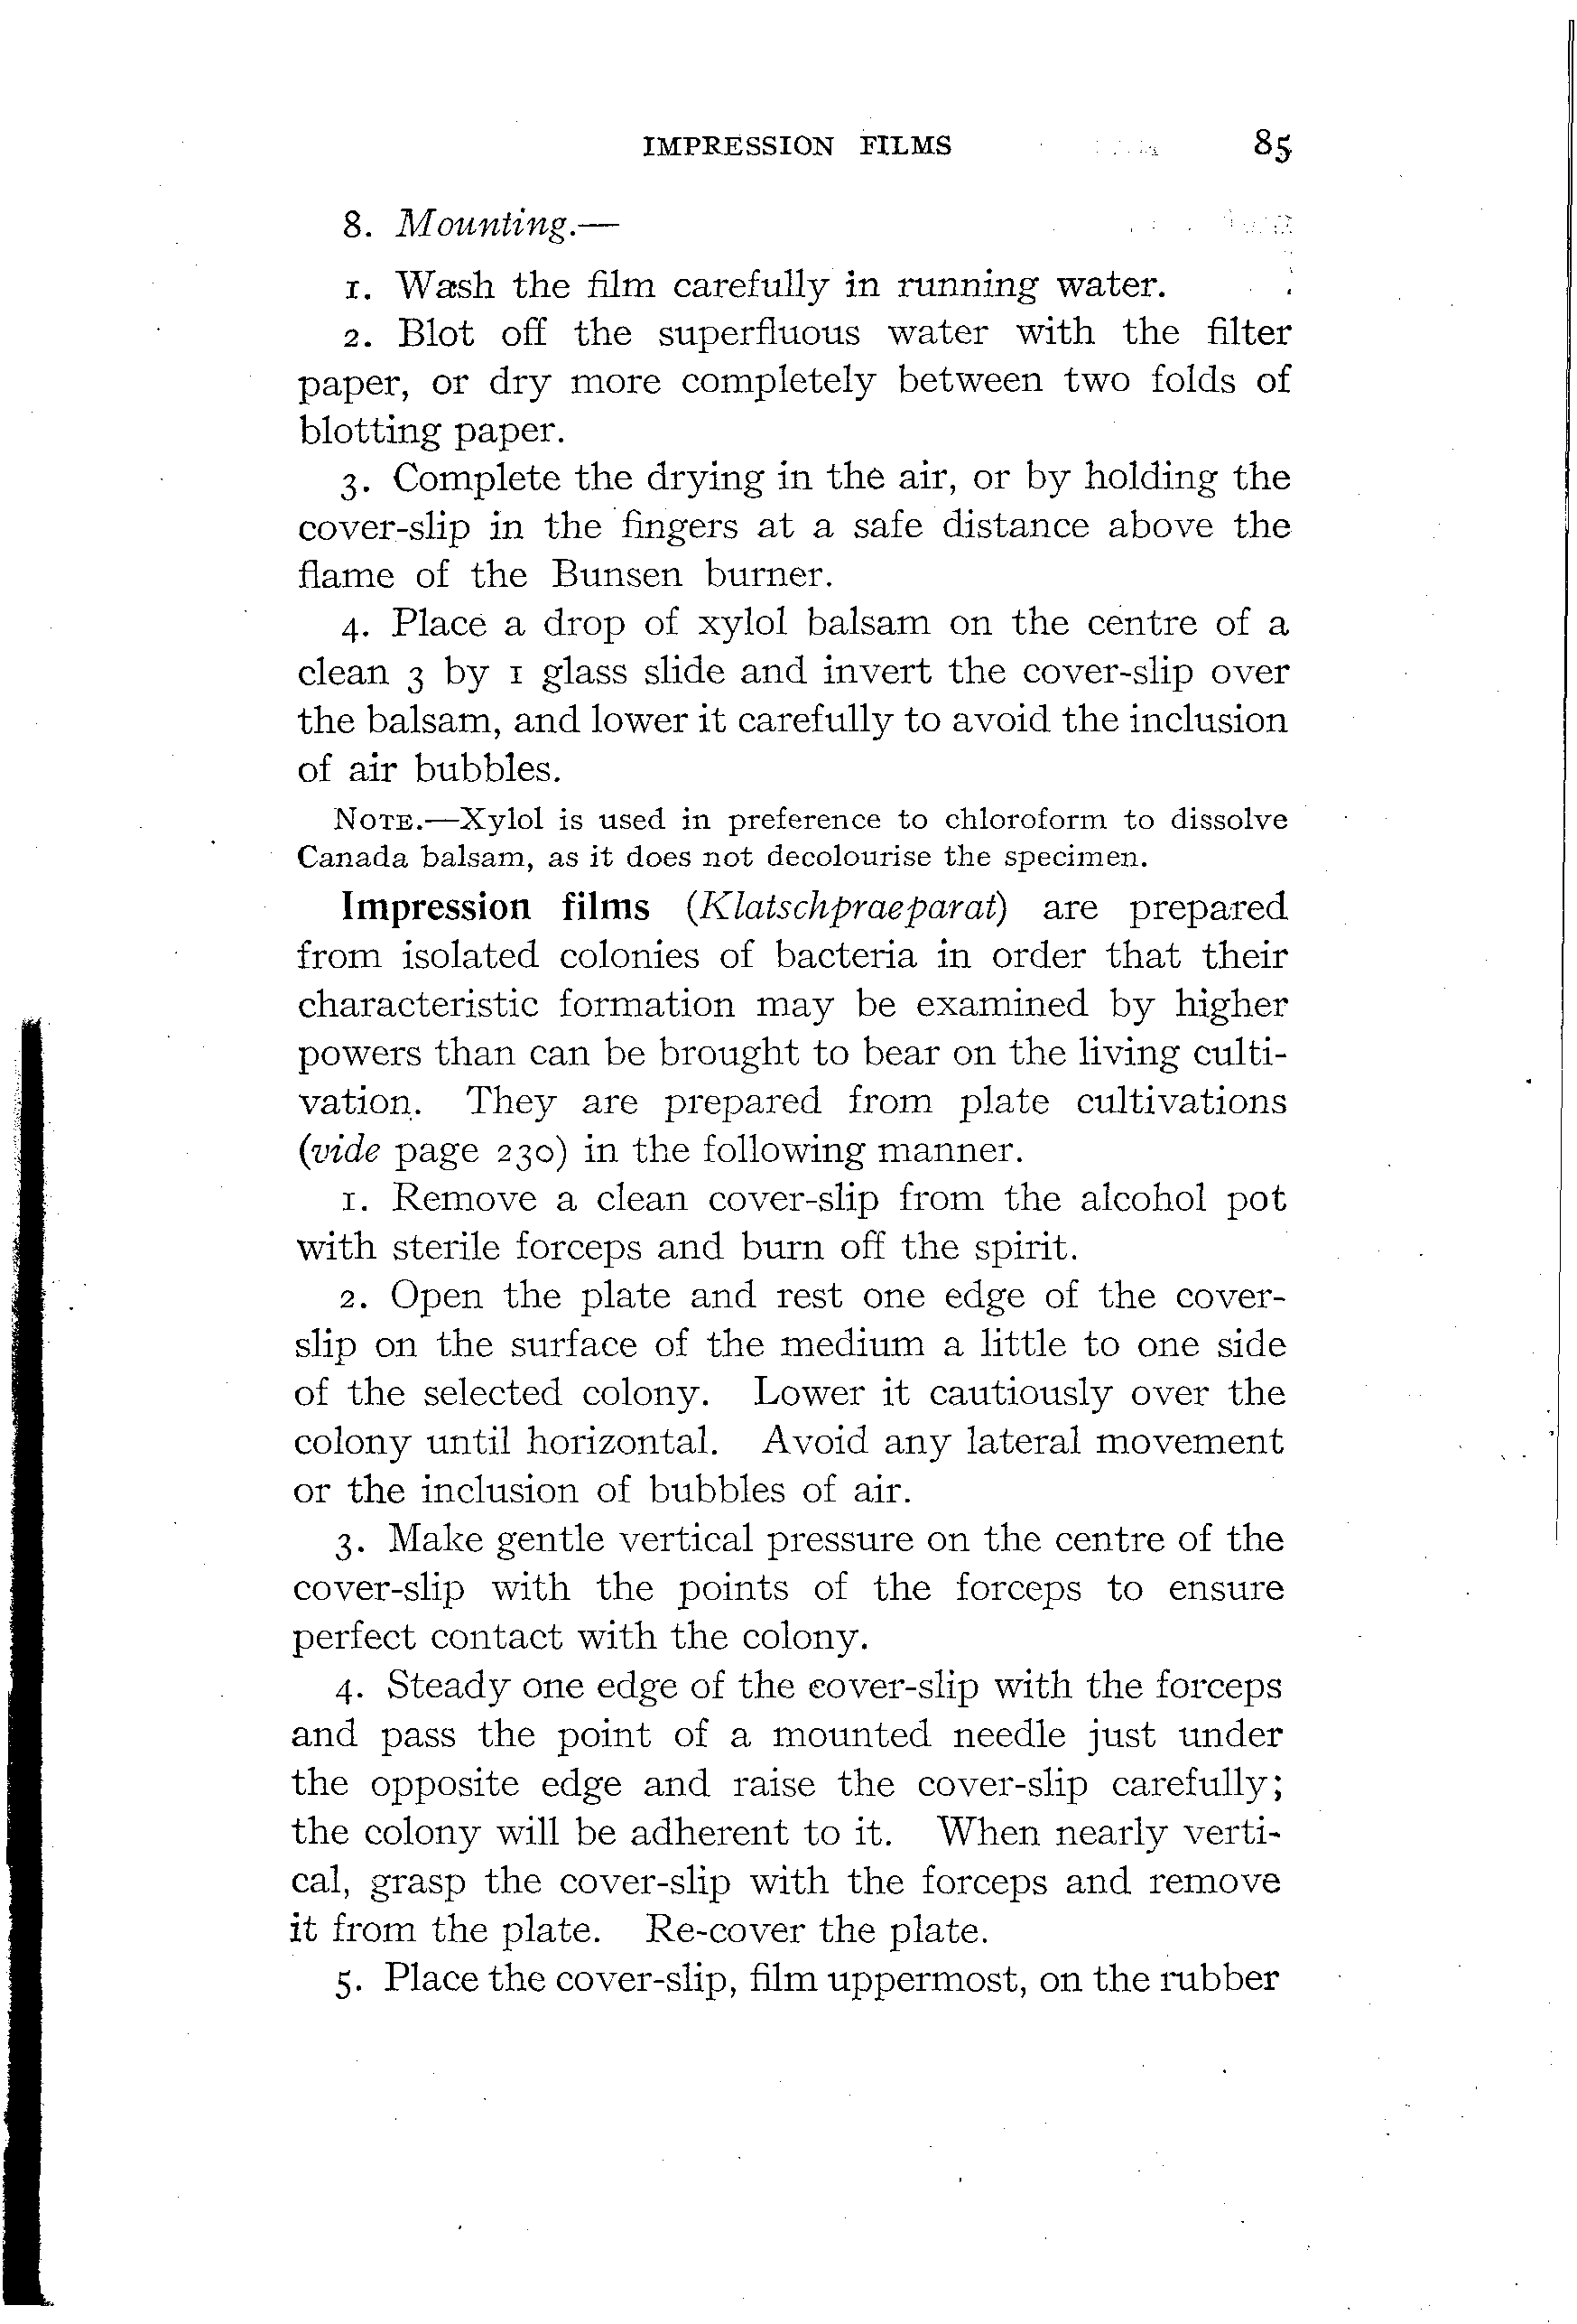 IMPRESSION FILMS 85
8. Mounting.—
1. Wash the film carefully in running water.
2. Blot off the superfluous water with the filter
paper, or dry more completely between two folds of
blotting paper.
3. Complete the drying in the air, or by holding the
cover-slip in the fingers at a safe distance above the
flame of the Bunsen burner.
4. Place a drop of xylol balsam on the centre of a
clean 3 by 1 glass slide and invert the cover-slip over
the balsam, and lower it carefully to avoid the inclusion
of air bubbles.
NOTE.—Xylol is used in preference to chloroform to dissolve
Canada balsam, as it does not decolourise the specimen.
Impression films (Klatschpraeparat) are prepared
from isolated colonies of bacteria in order that their
characteristic formation may be examined by higher
powers than can be brought to bear on the living culti-
vation. They are prepared from plate cultivations
(vide page 230) in the following manner.
1. Remove a clean cover-slip from the alcohol pot
with sterile forceps and burn off the spirit.
2. Open the plate and rest one edge of the cover-
slip on the surface of the medium a little to one side
of the selected colony. Lower it cautiously over the
colony until horizontal. Avoid any lateral movement
or the inclusion of bubbles of air.
3. Make gentle vertical pressure on the centre of the
cover-slip with the points of the forceps to ensure
perfect contact with the colony.
4. Steady one edge of the cover-slip with the forceps
and pass the point of a mounted needle just under
the opposite edge and raise the cover-slip carefully;
the colony will be adherent to it. When nearly verti-
cal, grasp the cover-slip with the forceps and remove
it from the plate. Re-cover the plate.
5. Place the cover-slip, film uppermost, on the rubber